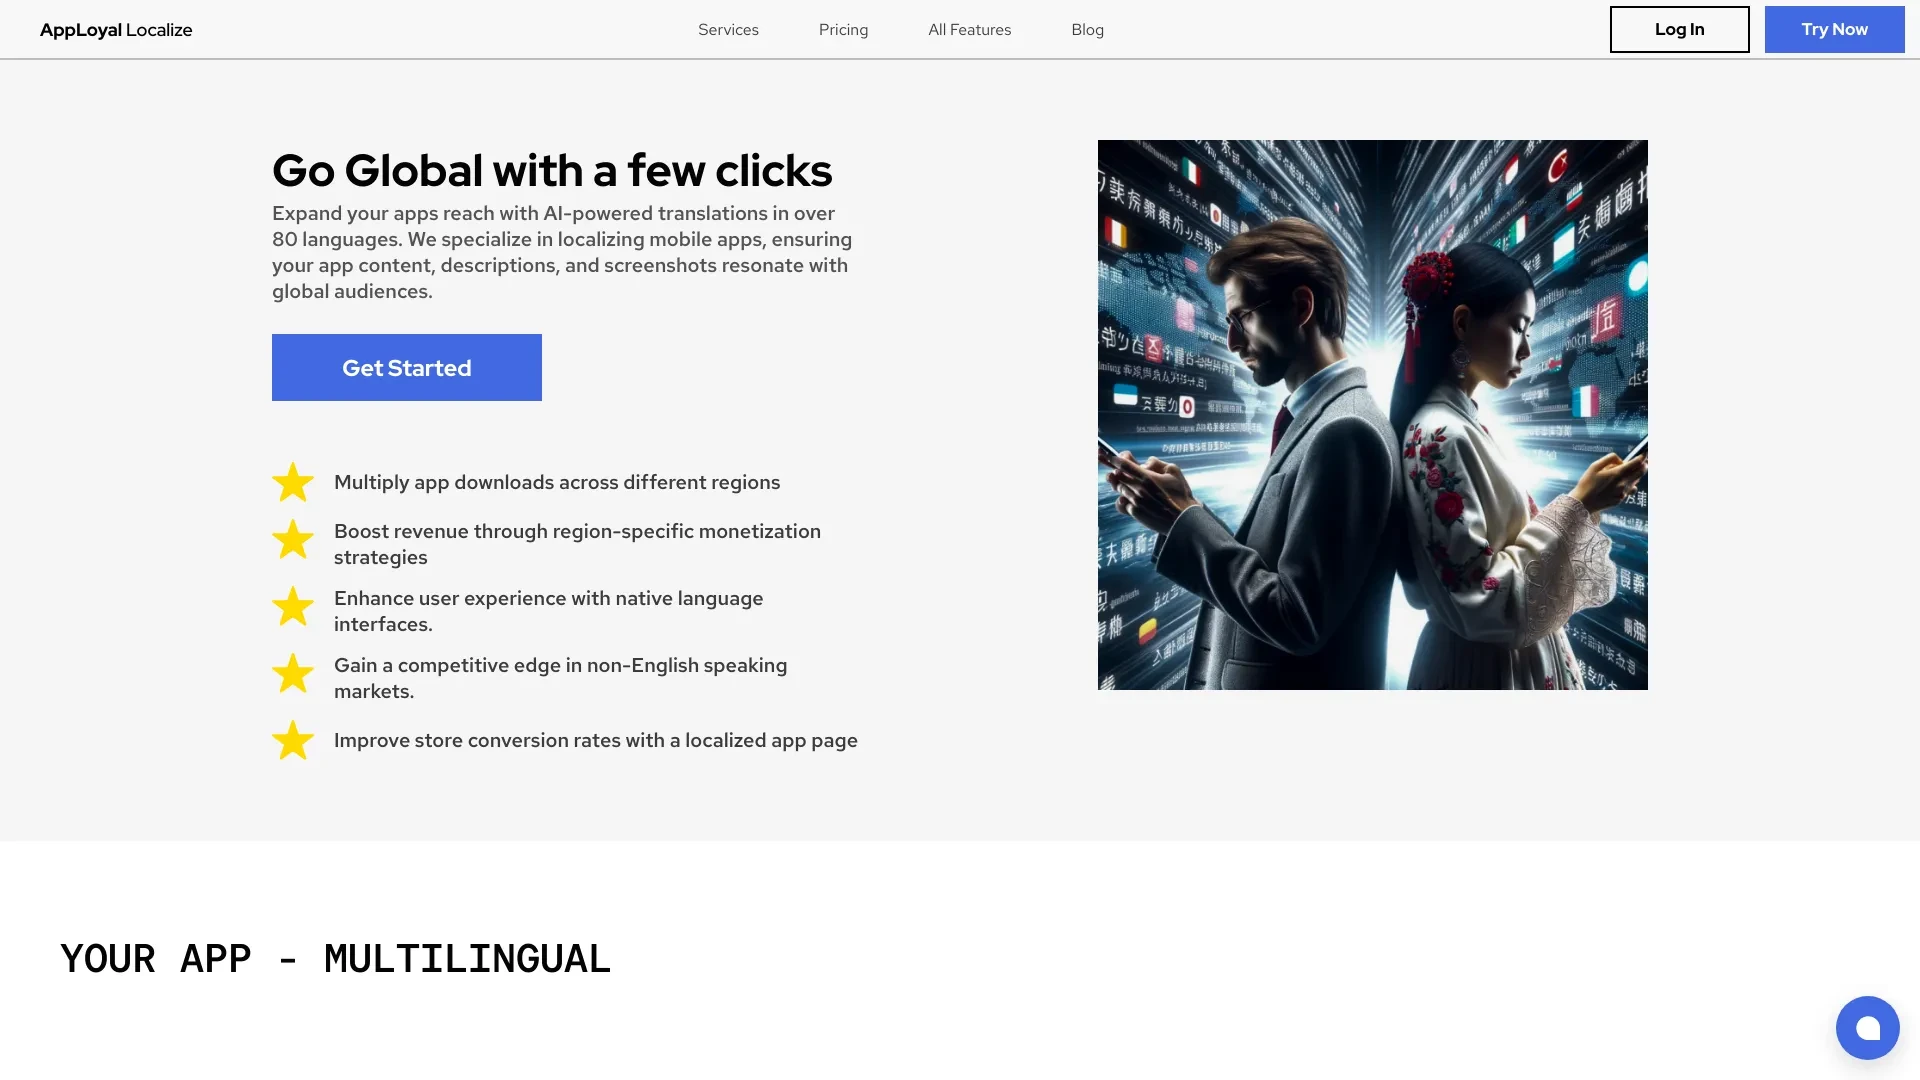 AppLoyal Localize
Services
Pricing
All Features
Blog
Log In
Try Now
Go Global with a few clicks
Expand your apps reach with AI-powered translations in over
80 languages. We specialize in localizing mobile apps, ensuring
your app content, descriptions, and screenshots resonate with
global audiences.
Get Started
Multiply app downloads across different regions
Boost revenue through region-specific monetization
strategies
Enhance user experience with native language
interfaces.
Gain a competitive edge in non-English speaking
markets.
Improve store conversion rates with a localized app page
YOUR APP - MULTILINGUAL